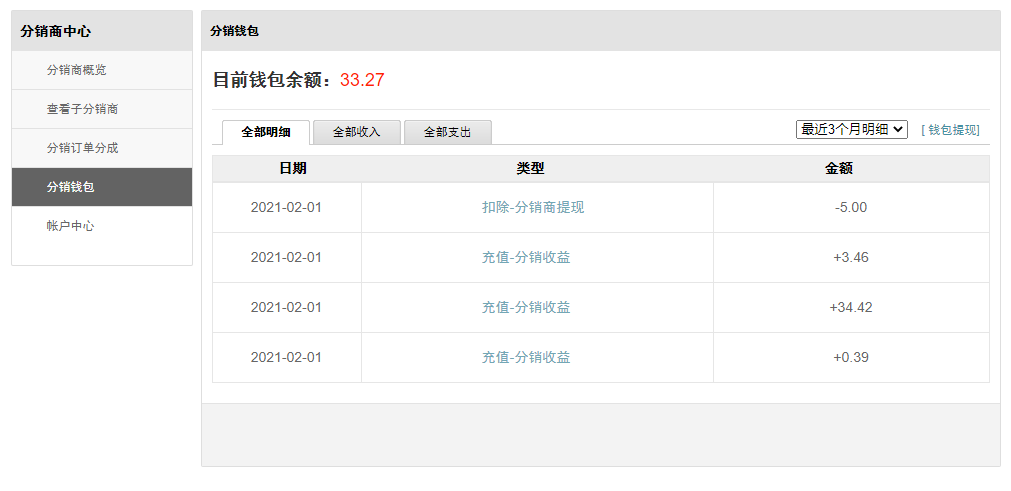 分销商中心
分销商概览
查看子分销商
分销订单分成
分销钱包
帐户中心
分销钱包
目前钱包余额：33.27
全部明细 全部收入 全部支出 最近3个月明细 [ 钱包提现]
日期 类型 金额
2021-02-01 扣除-分销商提现 -5.00
2021-02-01 充值-分销收益 +3.46
2021-02-01 充值-分销收益 +34.42
2021-02-01 充值-分销收益 +0.39